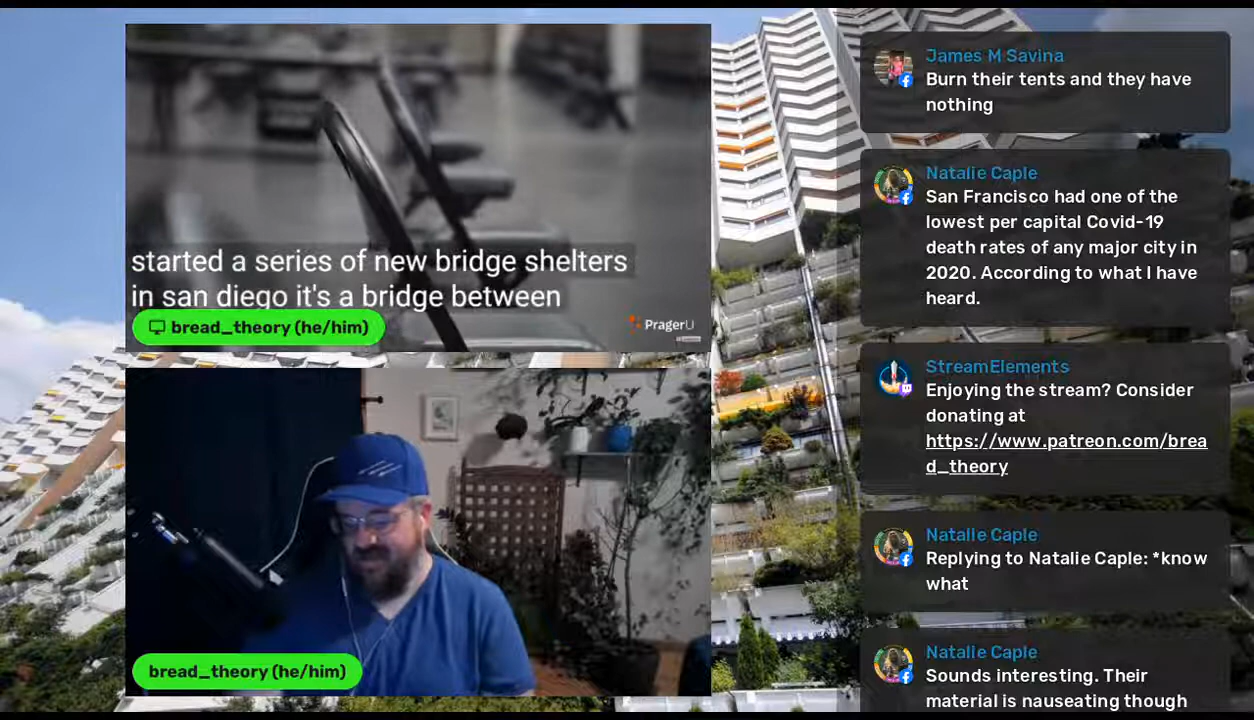 started a series of new bridge shelters
in san diego it's a bridge between
bread_theory (he/him)
PragerU
bread_theory (he/him)
James M Savina
Burn their tents and they have
nothing
Natalie Caple
San Francisco had one of the
lowest per capital Covid-19
death rates of any major city in
2020. According to what I have
heard.
StreamElements
Enjoying the stream? Consider
donating at
https://www.patreon.com/brea
d_theory
Natalie Caple
Replying to Natalie Caple: *know
what
Natalie Caple
Sounds interesting. Their
material is nauseating though